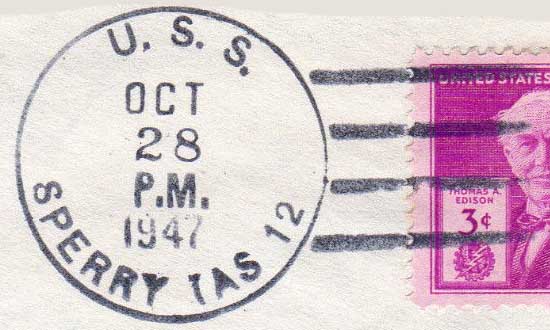 U. S. S.
OCT
28
P.M.
1947
SPERRY (AS 12
UNITED STATES
THOMAS A.
EDISON
3¢